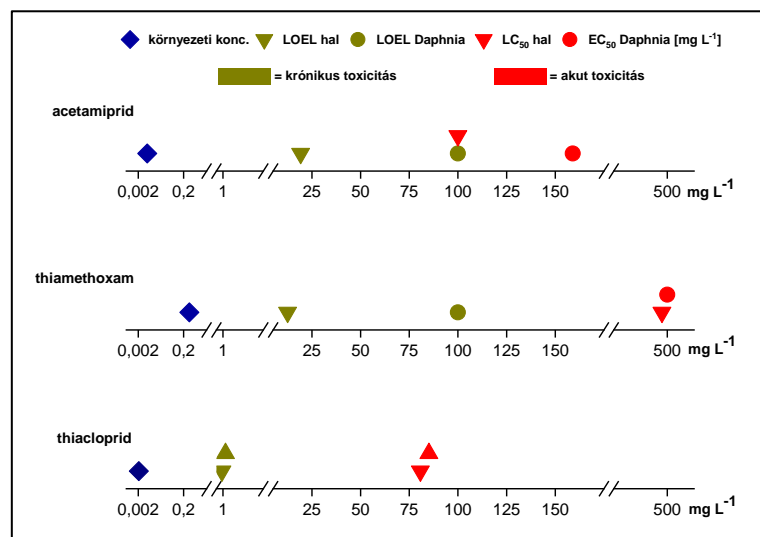 környezeti konc. LOEL hal LOEL Daphnia LC50 hal EC50 Daphnia [mg L-1]
= krónikus toxicitás = akut toxicitás
acetamiprid
0,002 0,2 1 25 50 75 100 125 150 500 mg L-1
thiamethoxam
0,002 0,2 1 25 50 75 100 125 150 500 mg L-1
thiacloprid
0,002 0,2 1 25 50 75 100 125 150 500 mg L-1